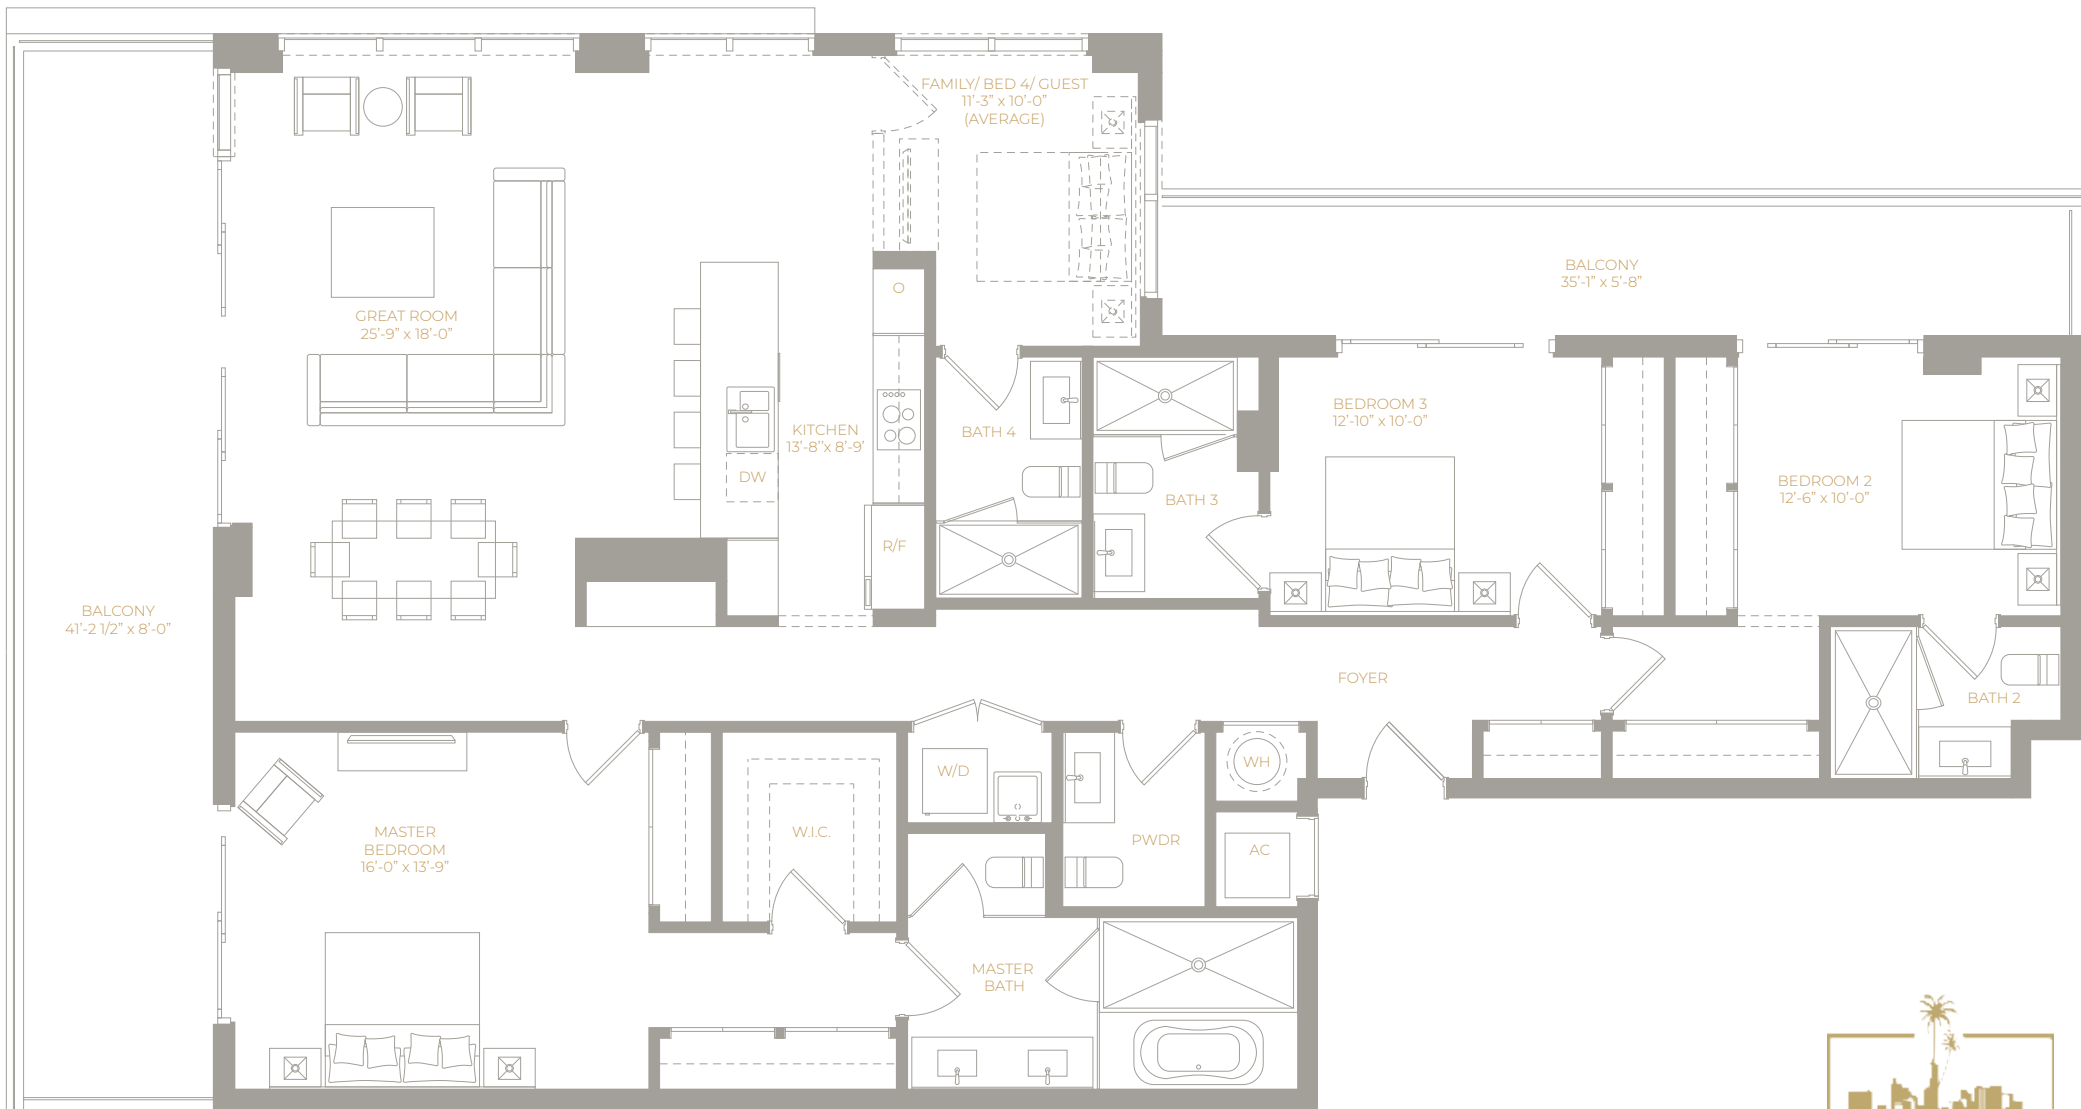 FAMILY/ BED 4/ GUEST
11'-3" x 10'-0"
(AVERAGE)
BALCONY
35'-1" x 5'-8"
O
GREAT ROOM
25'-9" x 18'-0"
BEDROOM 3
12'-10" x 10'-0"
KITCHEN
13'-8"x 8'-9'
BATH 4
DW
BATH 3
BEDROOM 2
12'-6" x 10'-0"
R/F
BALCONY
41'-2 1/2" x 8'-0"
FOYER
BATH 2
W/D
WH
MASTER
BEDROOM
16'-0" x 13'-9"
W.I.C.
PWDR
AC
MASTER
BATH